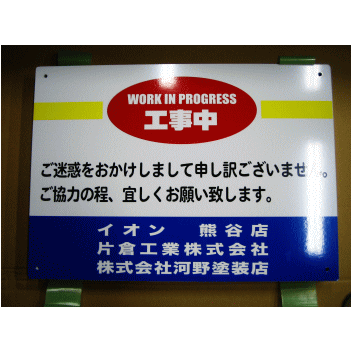 WORK IN PROGRESS
工事中
ご迷惑をおかけしまして申し訳ございません。
ご協力の程、宜しくお願い致します。
イオン 熊谷店
片倉工業株式会社
株式会社河野塗装店